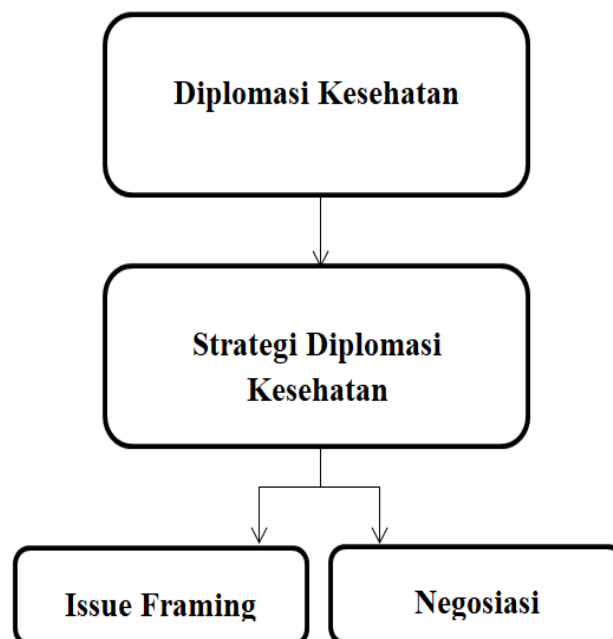 Diplomasi Kesehatan
Strategi Diplomasi
Kesehatan
Issue Framing
Negosiasi